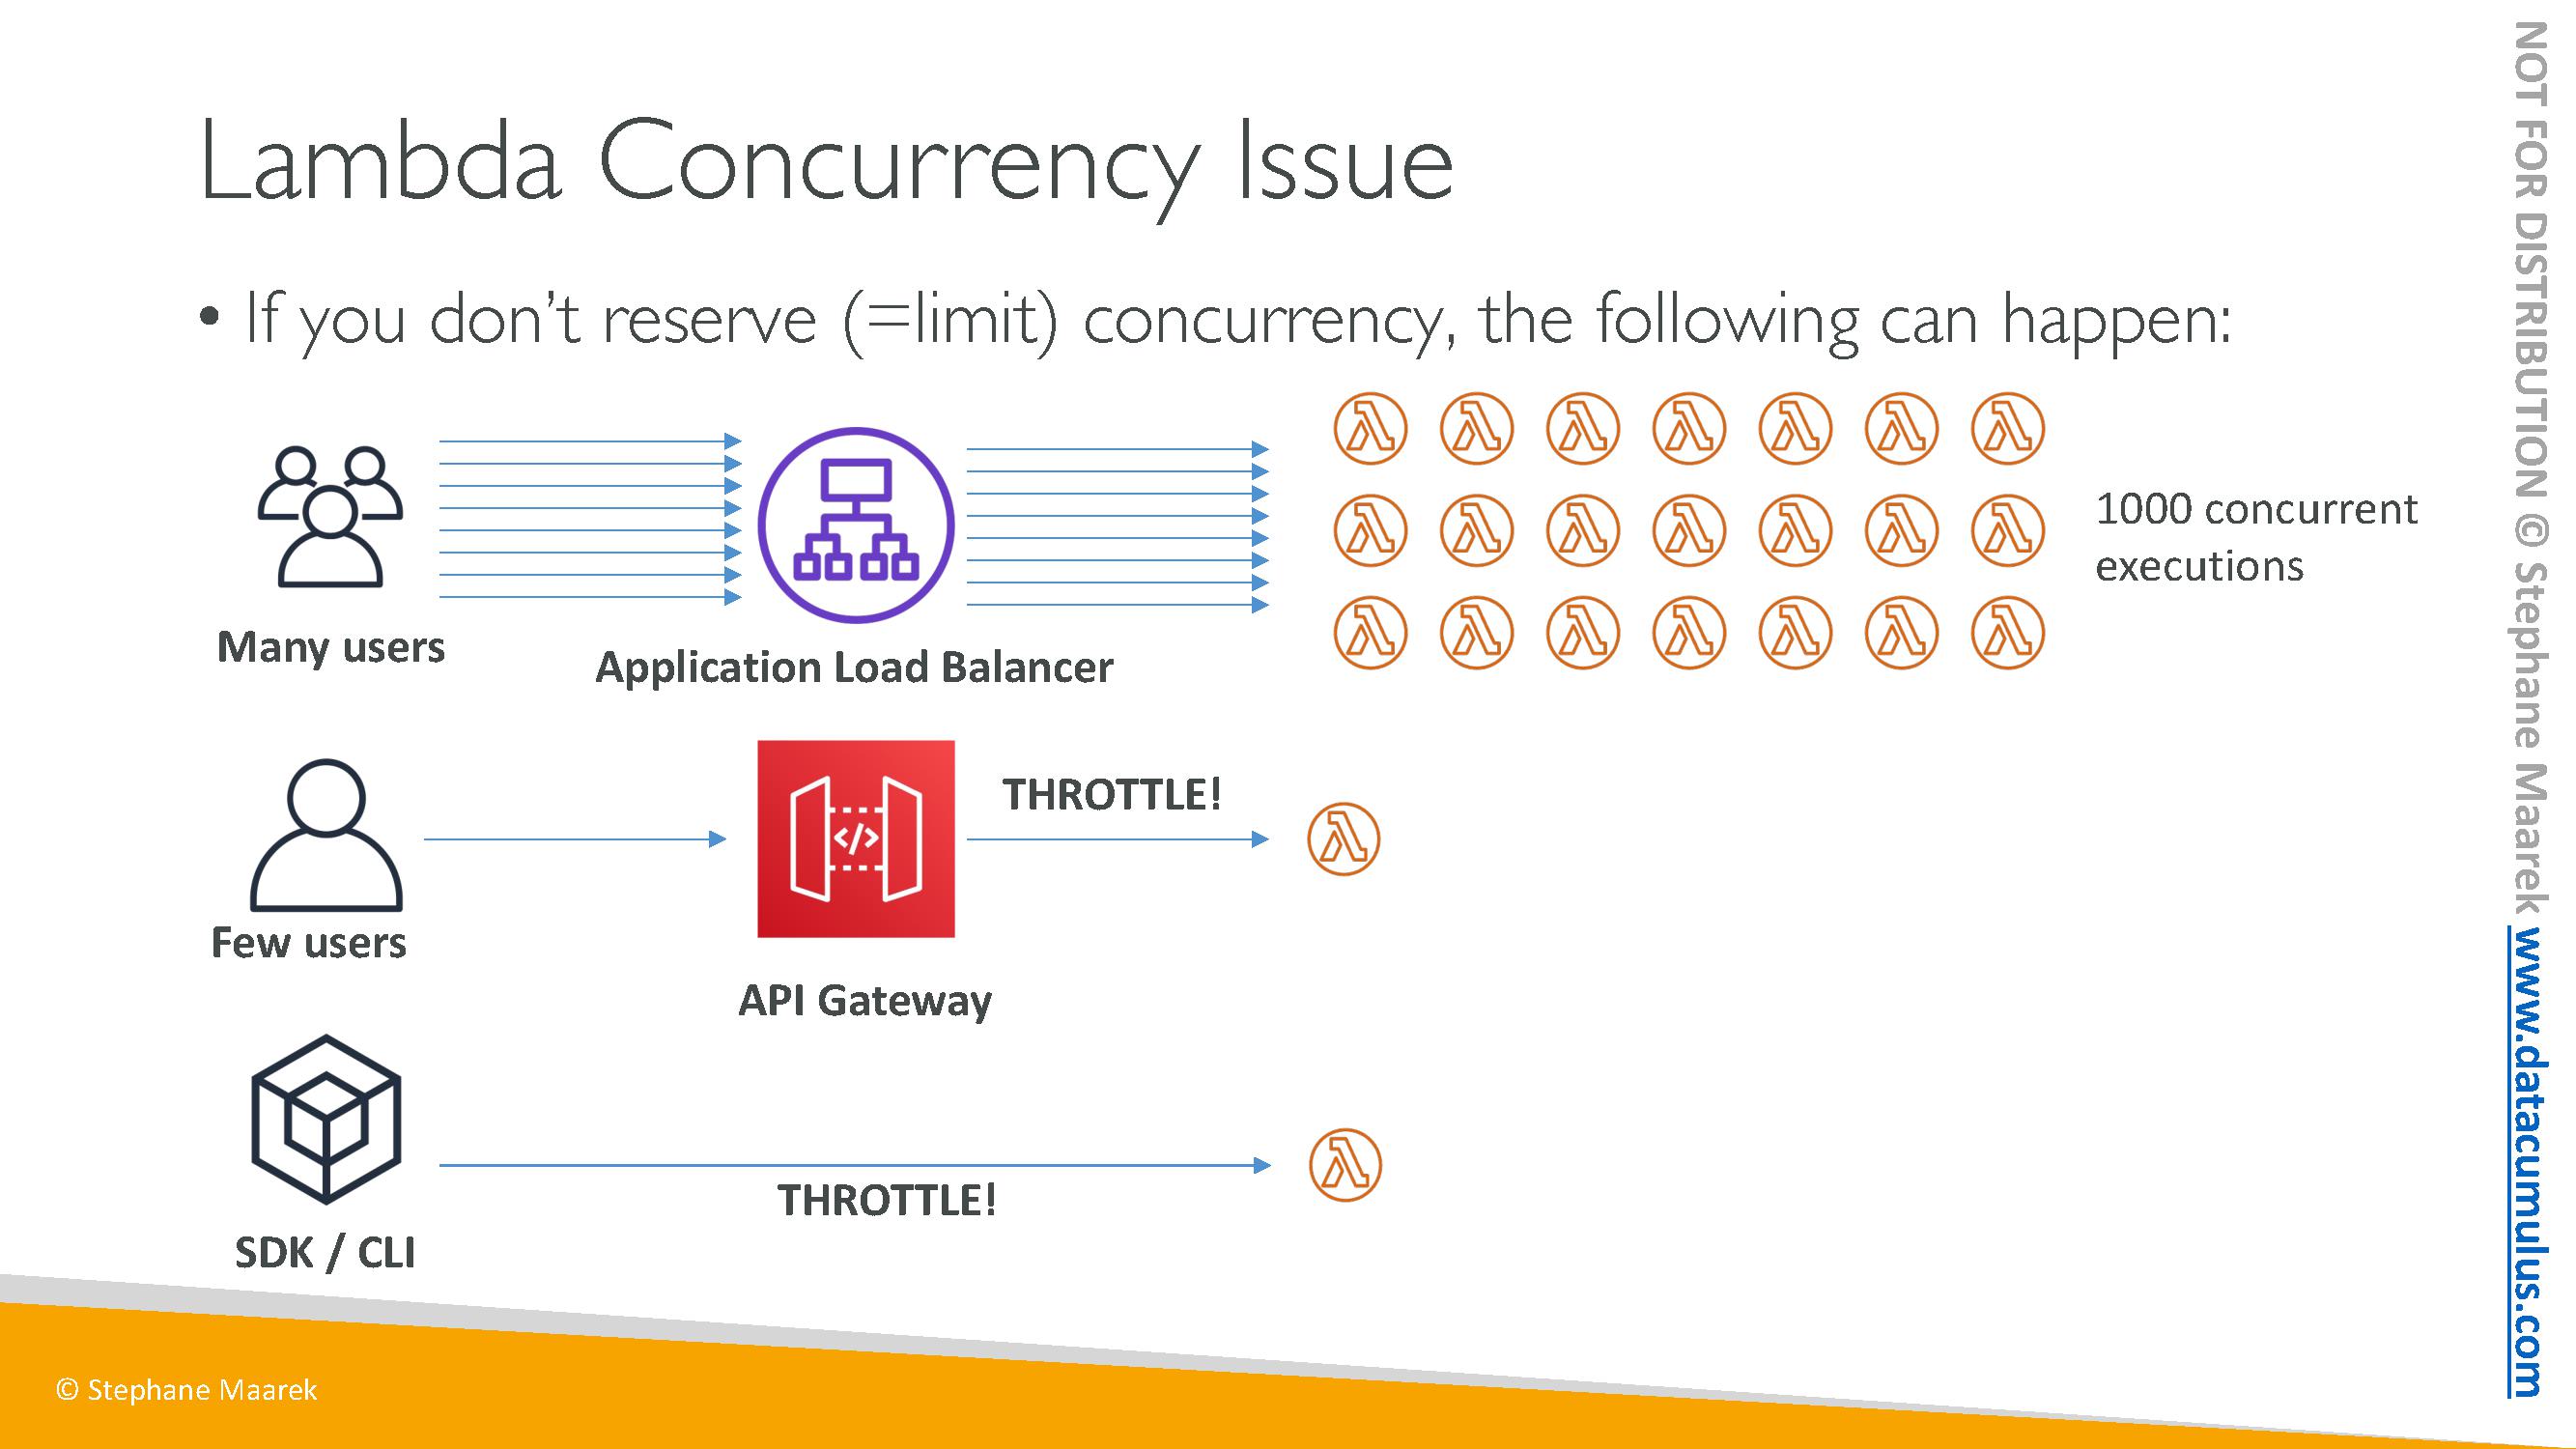 Lambda Concurrency Issue
• If you don’t reserve (=limit) concurrency, the following can happen:
Many users
Application Load Balancer
1000 concurrent
executions
THROTTLE!
Few users
API Gateway
THROTTLE!
SDK / CLI
© Stephane Maarek
NOT FOR DISTRIBUTION © Stephane Maarek www.datacumulus.com